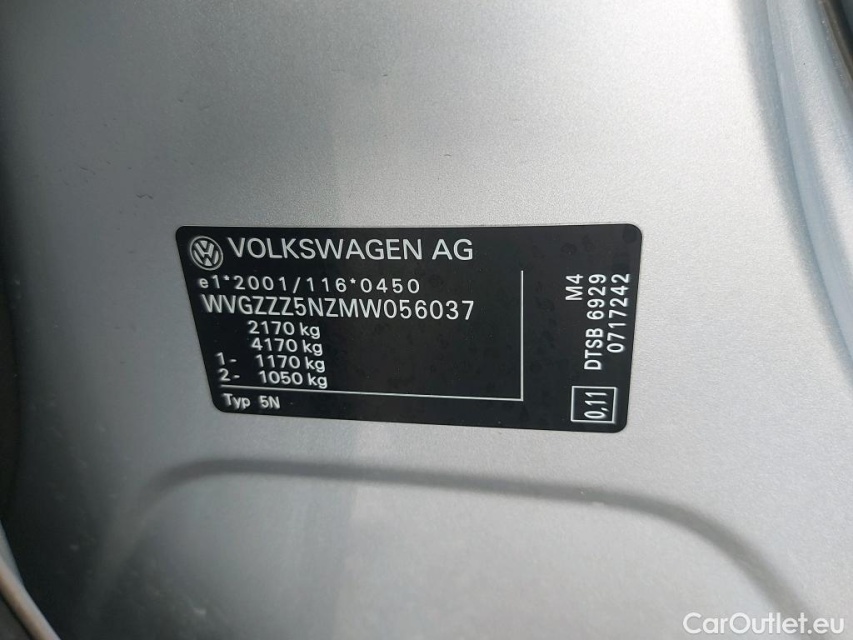 VOLKSWAGEN AG
e1*2001/116*0450
WVGZZZ5NZMW056037
2170 kg
4170 kg
1- 1170 kg
2- 1050 kg
Typ 5N
M4
DTSB 6929
0717242
0,11
CarOutlet.eu